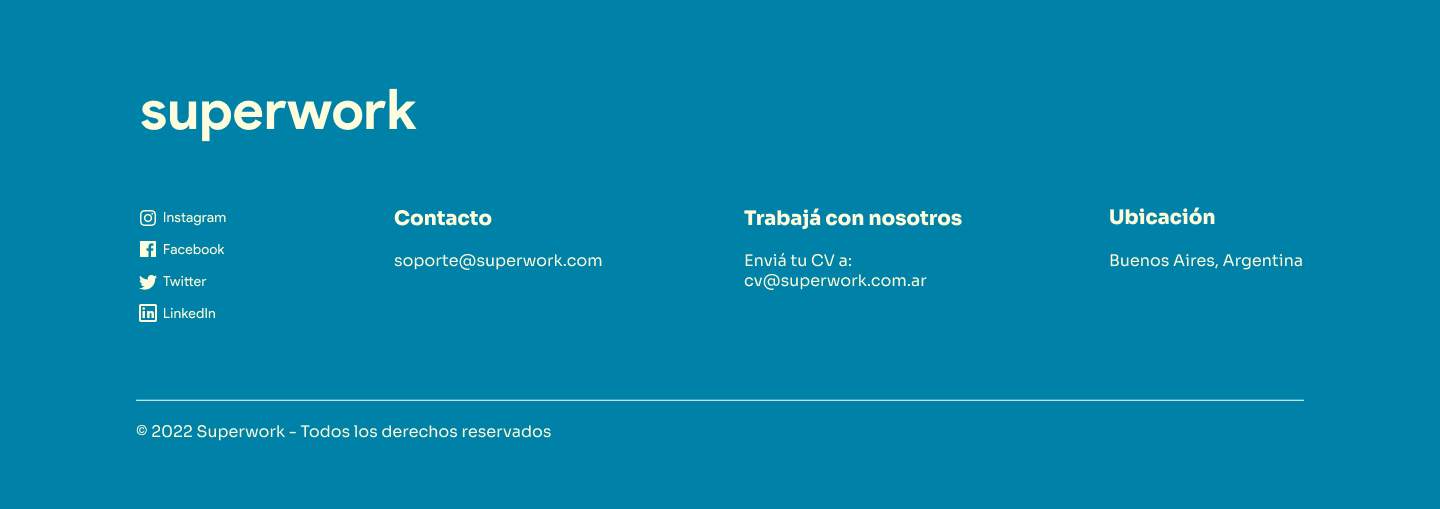 superwork
Instagram
Facebook
Twitter
LinkedIn
Contacto
soporte@superwork.com
Trabajá con nosotros
Enviá tu CV a:
cv@superwork.com.ar
Ubicación
Buenos Aires, Argentina
© 2022 Superwork - Todos los derechos reservados